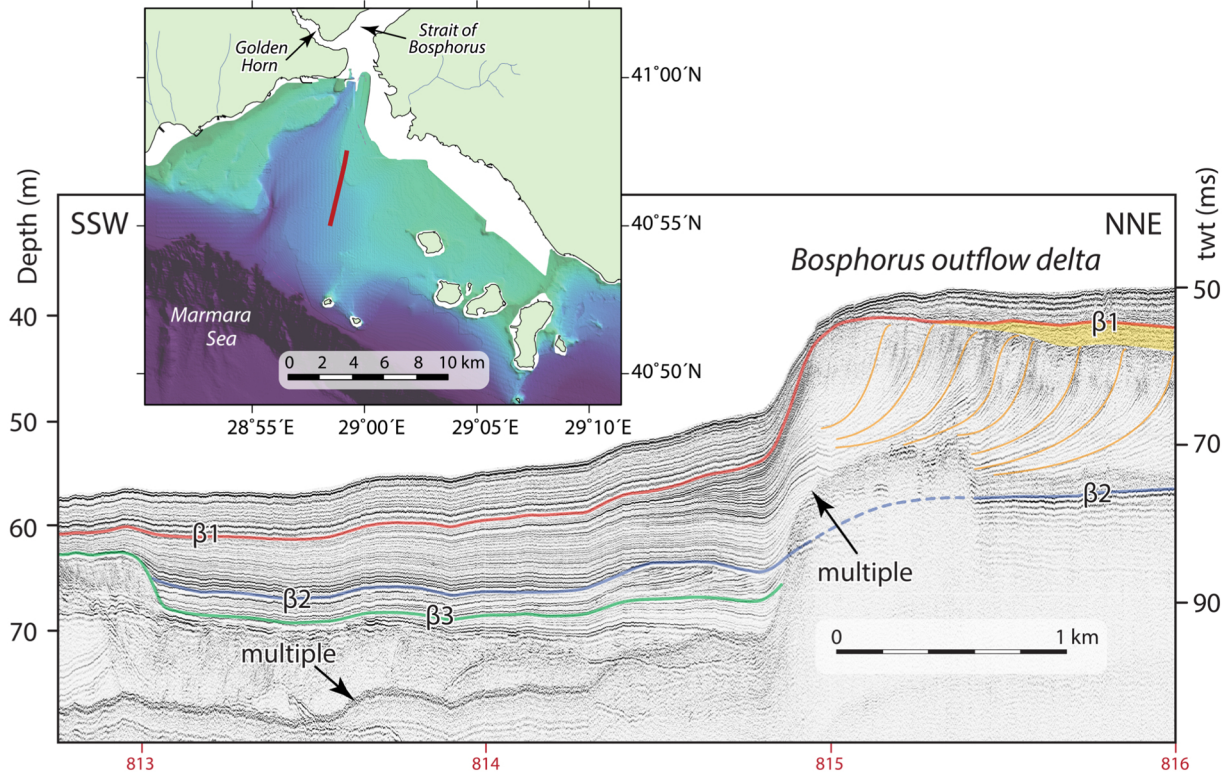 Golden
Horn
Strait of
Bosphorus
41°00´N
40°55´N
40°50´N
Marmara
Sea
0 2 4 6 8 10 km
28°55´E 29°00´E 29°05´E 29°10´E
Depth (m)
twt (ms)
SSW
NNE
Bosphorus outflow delta
40
50
60
70
50
70
90
β1
β1
β2
β2
β3
multiple
multiple
0 1 km
813 814 815 816